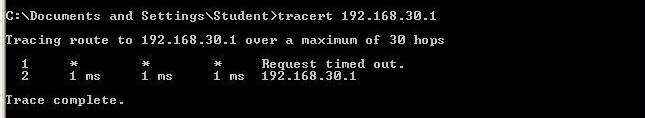 C:\Documents and Settings\Student>tracert 192.168.30.1
Tracing route to 192.168.30.1 over a maximum of 30 hops
1 * * * Request timed out.
2 1 ms 1 ms 1 ms 192.168.30.1
Trace complete.